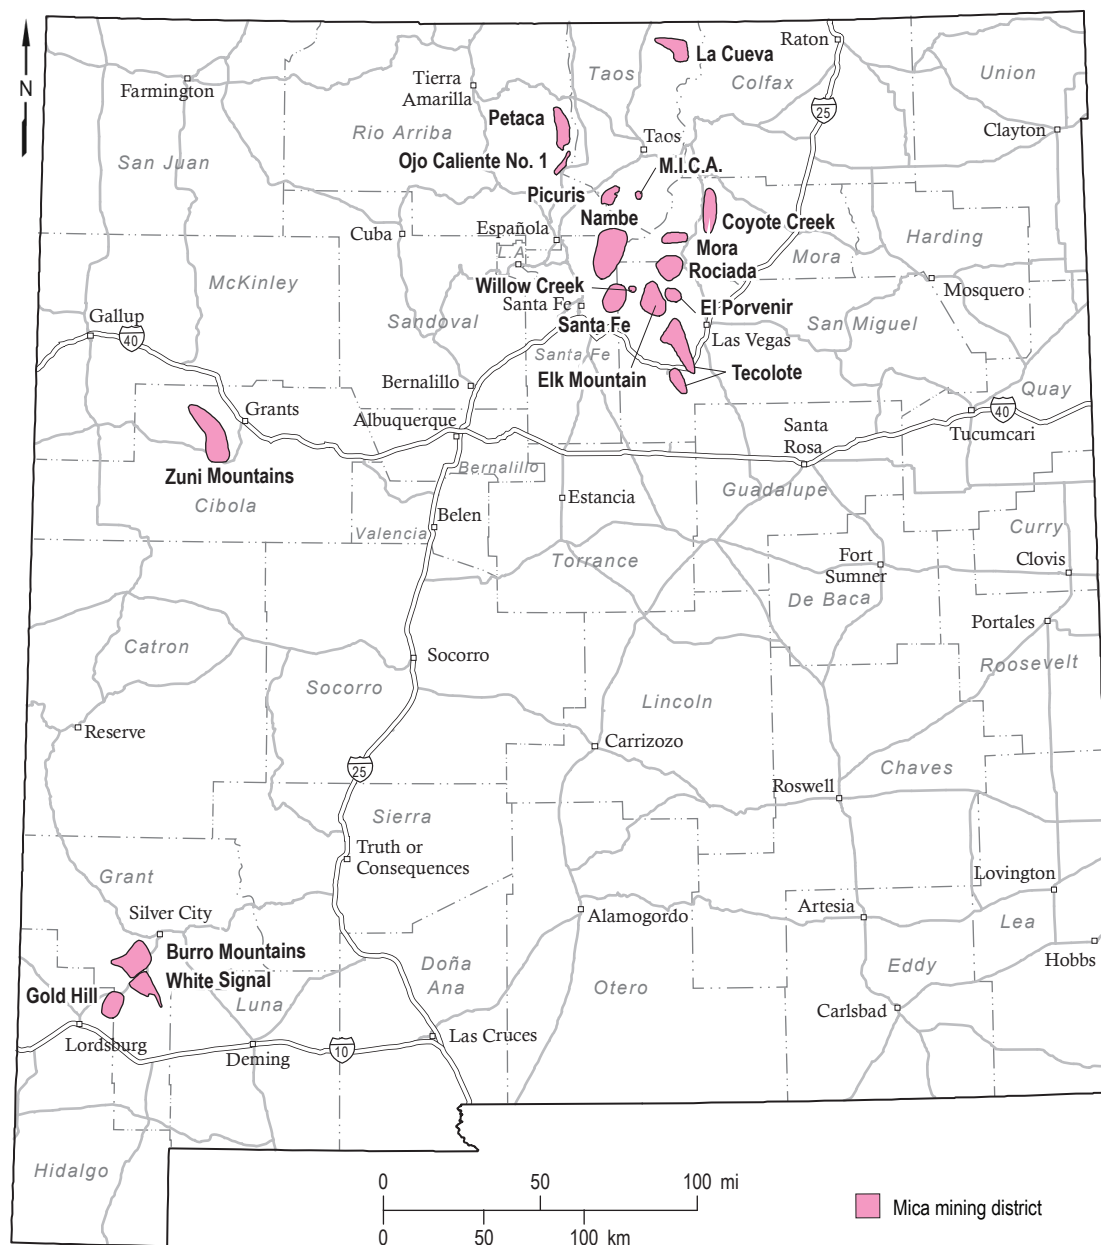 N
Raton
La Cueva
Taos
Colfax
Union
Farmington
Tierra
Amarilla
25
Petaca
Rio Arriba
Clayton
San Juan
Taos
Ojo Caliente No. 1
M.I.C.A.
Picuris
Nambe
Coyote Creek
Española
Cuba
L.A.
Mora
Harding
Mora
Rociada
McKinley
Willow Creek
Mosquero
Santa Fe
El Porvenir
Gallup
Sandoval
San Miguel
40
Santa Fe
Las Vegas
Santa Fe
Elk Mountain
Tecolote
Bernalillo
Quay
Grants
Albuquerque
Santa
Rosa
40
Tucumcari
Zuni Mountains
Bernalillo
Cibola
Estancia
Guadalupe
Belen
Valencia
Curry
Torrance
Fort
Sumner
Clovis
De Baca
Portales
Catron
Socorro
Roosevelt
Socorro
Lincoln
Reserve
Carrizozo
25
Chaves
Roswell
Sierra
Truth or
Consequences
Grant
Lovington
Silver City
Alamogordo
Artesia
Lea
Burro Mountains
White Signal
Doña
Ana
Hobbs
Gold Hill
Luna
Otero
Eddy
Carlsbad
Lordsburg
Las Cruces
Deming
10
Hidalgo
0 50 100 mi
0 50 100 km
Mica mining district